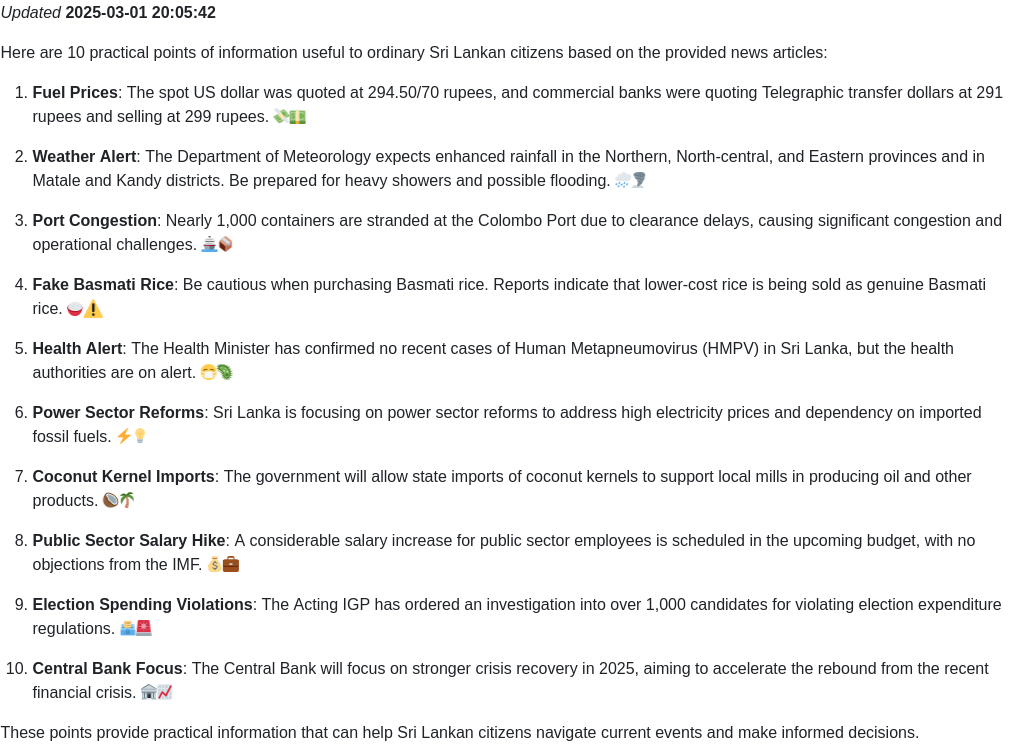 Updated 2025-03-01 20:05:42
Here are 10 practical points of information useful to ordinary Sri Lankan citizens based on the provided news articles:
1. Fuel Prices: The spot US dollar was quoted at 294.50/70 rupees, and commercial banks were quoting Telegraphic transfer dollars at 291
rupees and selling at 299 rupees. 💸💵
2. Weather Alert: The Department of Meteorology expects enhanced rainfall in the Northern, North-central, and Eastern provinces and in
Matale and Kandy districts. Be prepared for heavy showers and possible flooding. 🌧️🌪️
3. Port Congestion: Nearly 1,000 containers are stranded at the Colombo Port due to clearance delays, causing significant congestion and
operational challenges. 🚢📦
4. Fake Basmati Rice: Be cautious when purchasing Basmati rice. Reports indicate that lower-cost rice is being sold as genuine Basmati
rice. 🍚⚠️
5. Health Alert: The Health Minister has confirmed no recent cases of Human Metapneumovirus (HMPV) in Sri Lanka, but the health
authorities are on alert. 😷🦠
6. Power Sector Reforms: Sri Lanka is focusing on power sector reforms to address high electricity prices and dependency on imported
fossil fuels. ⚡💡
7. Coconut Kernel Imports: The government will allow state imports of coconut kernels to support local mills in producing oil and other
products. 🥥🌴
8. Public Sector Salary Hike: A considerable salary increase for public sector employees is scheduled in the upcoming budget, with no
objections from the IMF. 💰💼
9. Election Spending Violations: The Acting IGP has ordered an investigation into over 1,000 candidates for violating election expenditure
regulations. 🗳️🚨
10. Central Bank Focus: The Central Bank will focus on stronger crisis recovery in 2025, aiming to accelerate the rebound from the recent
financial crisis. 🏦📈
These points provide practical information that can help Sri Lankan citizens navigate current events and make informed decisions.